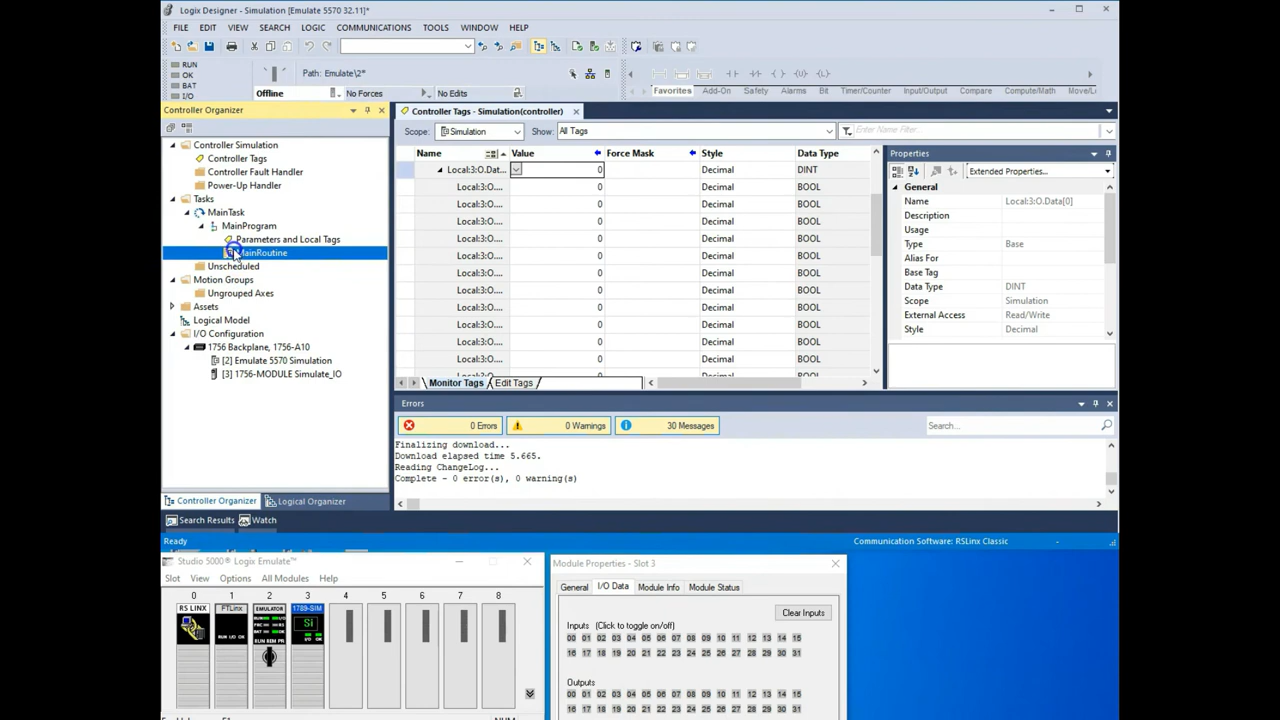 Logix Designer - Simulation [Emulate 5570 32.11]*
FILE EDIT VIEW SEARCH LOGIC COMMUNICATIONS TOOLS WINDOW HELP
RUN
OK
BAT
I/O
Path: Emulate\2*
Offline No Forces No Edits
Favorites Add-On Safety Alarms Bit Timer/Counter Input/Output Compare Compute/Math Move/L
Controller Organizer
Controller Simulation
Controller Tags
Controller Fault Handler
Power-Up Handler
Tasks
MainTask
MainProgram
Parameters and Local Tags
MainRoutine
Unscheduled
Motion Groups
Ungrouped Axes
Assets
Logical Model
I/O Configuration
1756 Backplane, 1756-A10
[2] Emulate 5570 Simulation
[3] 1756-MODULE Simulate_IO
Controller Organizer Logical Organizer
Controller Tags - Simulation(controller)
Scope: Simulation Show: All Tags Enter Name Filter...
Name Value Force Mask Style Data Type
Local:3:O.Dat... 0 Decimal DINT
Local:3:O.... 0 Decimal BOOL
Local:3:O.... 0 Decimal BOOL
Local:3:O.... 0 Decimal BOOL
Local:3:O.... 0 Decimal BOOL
Local:3:O.... 0 Decimal BOOL
Local:3:O.... 0 Decimal BOOL
Local:3:O.... 0 Decimal BOOL
Local:3:O.... 0 Decimal BOOL
Local:3:O.... 0 Decimal BOOL
Local:3:O.... 0 Decimal BOOL
Local:3:O.... 0 Decimal BOOL
Monitor Tags Edit Tags
Properties
Extended Properties...
General
Name Local:3:O.Data[0]
Description
Usage
Type Base
Alias For
Base Tag
Data Type DINT
Scope Simulation
External Access Read/Write
Style Decimal
Errors
0 Errors 0 Warnings 30 Messages Search...
Finalizing download...
Download elapsed time 5.665.
Reading ChangeLog...
Complete - 0 error(s), 0 warning(s)
Search Results Watch
Ready Communication Software: RSLinx Classic
Studio 5000® Logix Emulate™
Slot View Options All Modules Help
0 1 2 3 4 5 6 7 8
RS LINX FTLinx EMULATOR 1789-SIM
Module Properties - Slot 3
General I/O Data Module Info Module Status
Clear Inputs
Inputs (Click to toggle on/off)
00 01 02 03 04 05 06 07 08 09 10 11 12 13 14 15
16 17 18 19 20 21 22 23 24 25 26 27 28 29 30 31
Outputs
00 01 02 03 04 05 06 07 08 09 10 11 12 13 14 15
16 17 18 19 20 21 22 23 24 25 26 27 28 29 30 31